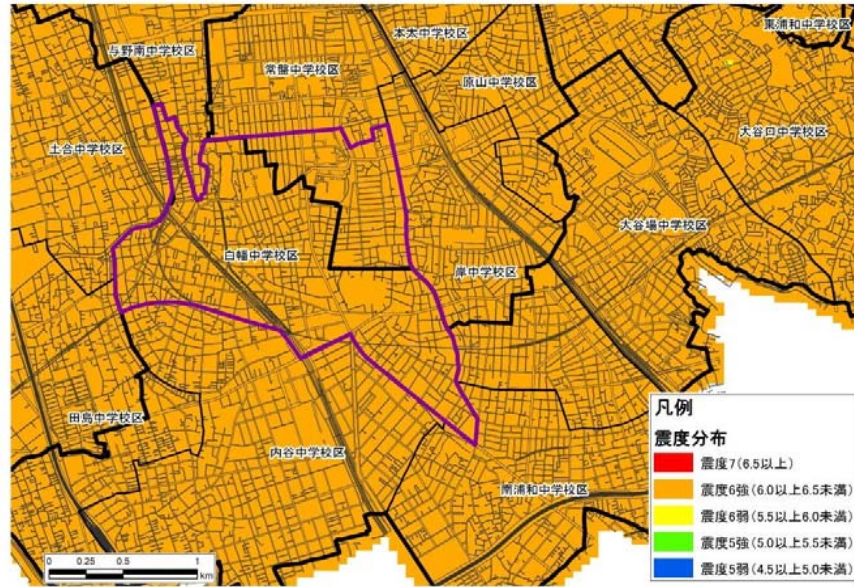 東浦和中学校区
本太中学校区
与野南中学校区
常盤中学校区
原山中学校区
大谷口中学校区
土合中学校区
大谷場中学校区
白幡中学校区
岸中学校区
田島中学校区
内谷中学校区
南浦和中学校区
凡例
震度分布
震度7(6.5以上)
震度6強(6.0以上6.5未満)
震度6弱(5.5以上6.0未満)
震度5強(5.0以上5.5未満)
震度5弱(4.5以上5.0未満)
0 0.25 0.5 1
km